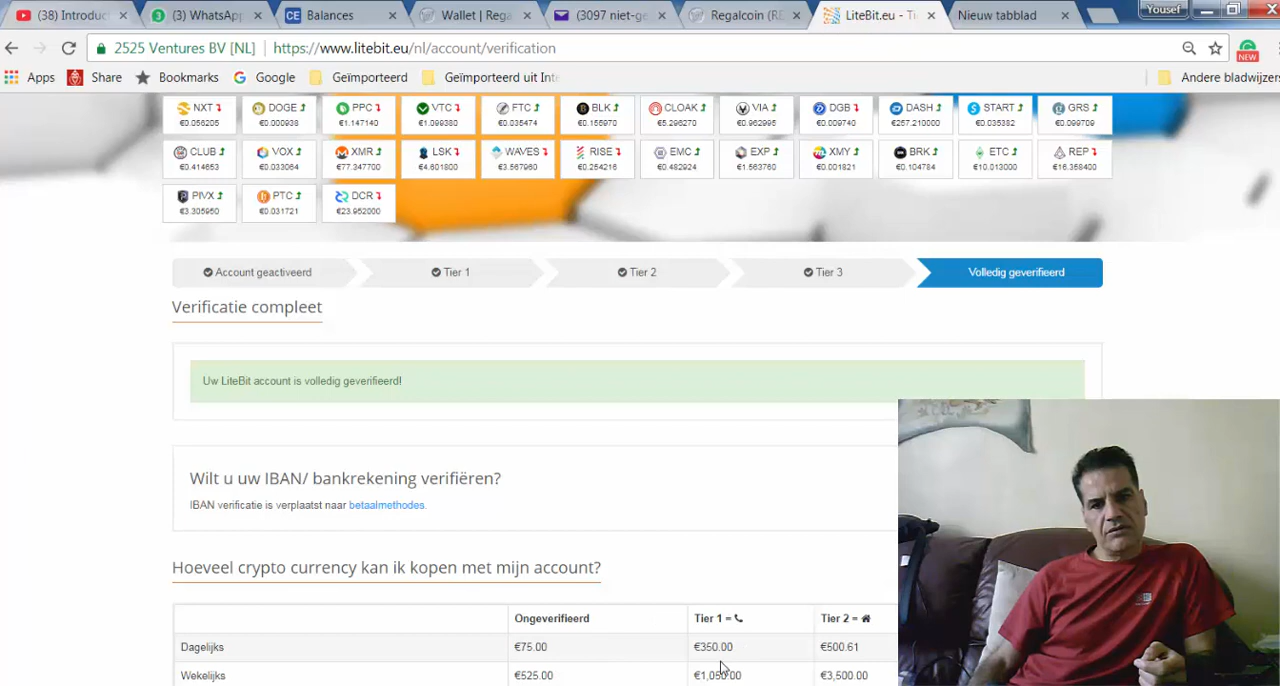 (38) Introduc (3) WhatsApp Balances Wallet | Rega (3097 niet-ge Regalcoin (RE LiteBit.eu - Ti Nieuw tabblad Yousef
2525 Ventures BV [NL] https://www.litebit.eu/nl/account/verification NEW
Apps Share Bookmarks Google Geïmporteerd Geïmporteerd uit Inte Andere bladwijzers
NXT DOGE PPC VTC FTC BLK CLOAK VIA DGB DASH START GRS
€0.056205 €0.000938 €1.147140 €1.099380 €0.035474 €0.155970 €5.296270 €0.962995 €0.009740 €257.210000 €0.035382 €0.099709
CLUB VOX XMR LSK WAVES RISE EMC EXP XMY BRK ETC REP
€0.414653 €0.033064 €77.347700 €4.601800 €3.567960 €0.254216 €0.482924 €1.563760 €0.001821 €0.104784 €10.013000 €16.358400
PIVX PTC DCR
€3.305950 €0.031721 €23.952000
Account geactiveerd Tier 1 Tier 2 Tier 3 Volledig geverifieerd
Verificatie compleet
Uw LiteBit account is volledig geverifieerd!
Wilt u uw IBAN/ bankrekening verifiëren?
IBAN verificatie is verplaatst naar betaalmethodes.
Hoeveel crypto currency kan ik kopen met mijn account?
Ongeverifieerd Tier 1 = Tier 2 =
Dagelijks €75.00 €350.00 €500.61
Wekelijks €525.00 €1,050.00 €3,500.00